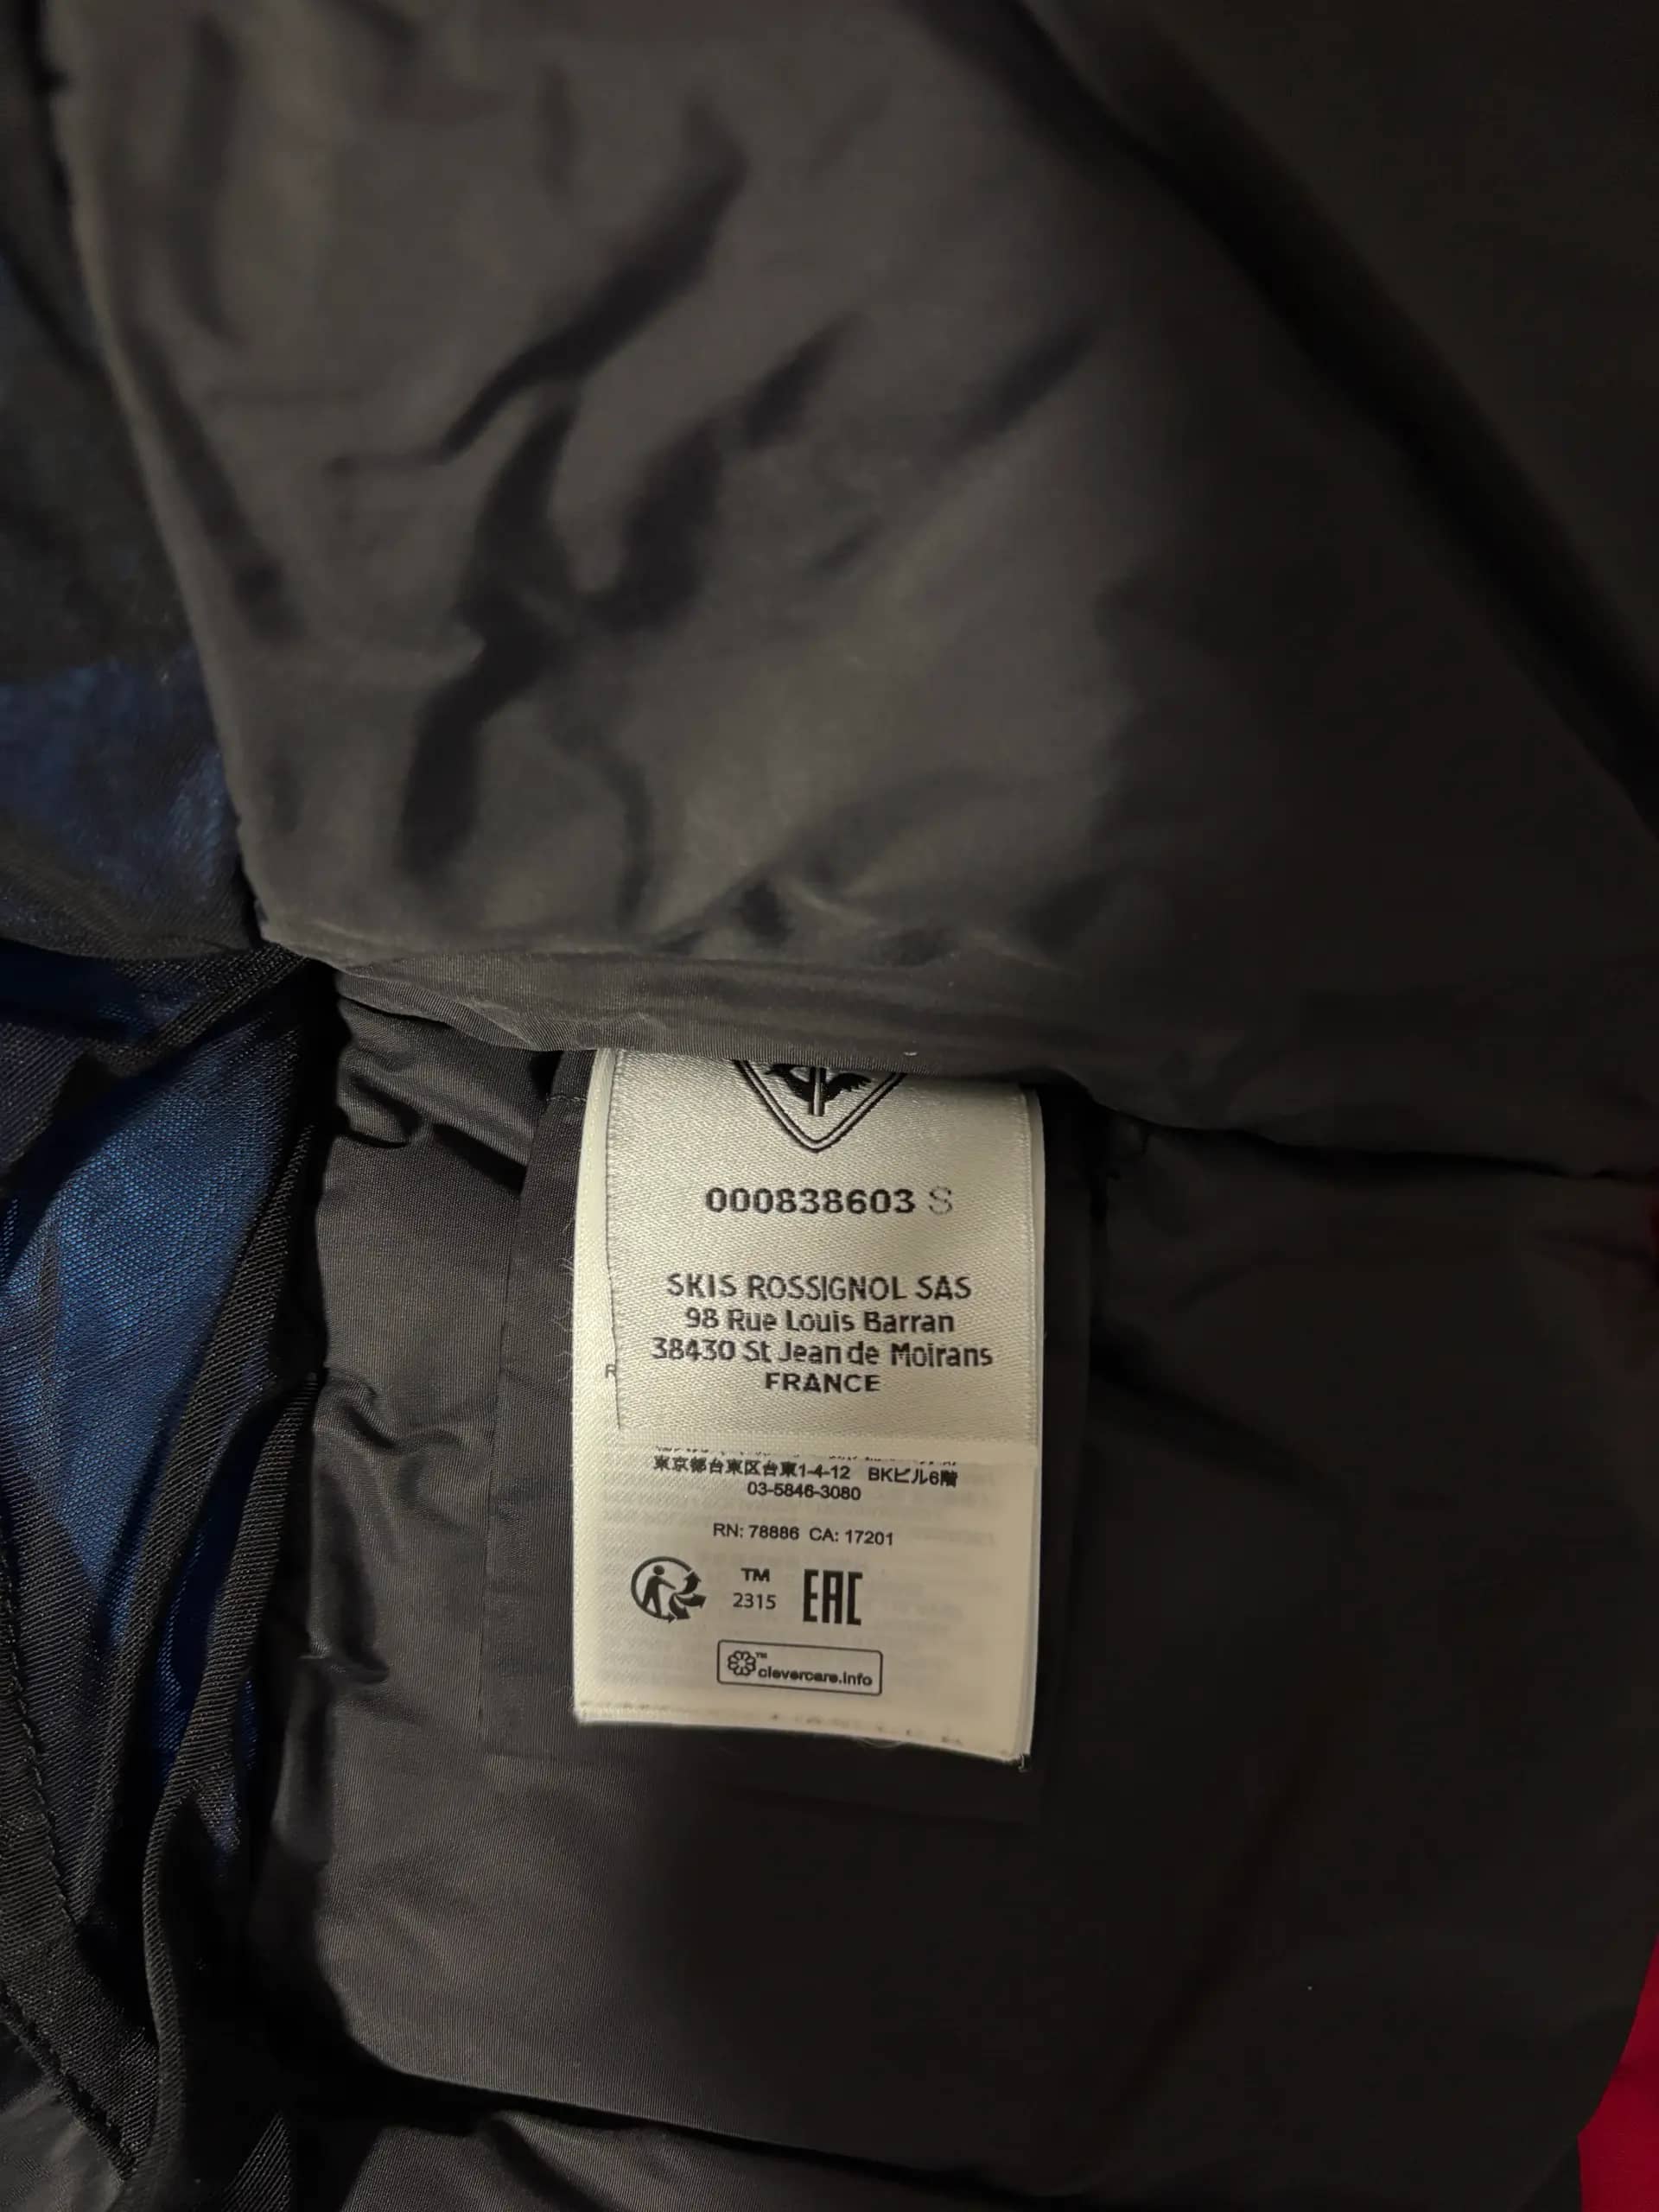 000838603 S
SKIS ROSSIGNOL SAS
98 Rue Louis Barran
38430 St Jean de Moirans
FRANCE
R
東京都台東区台東1-4-12 BKビル6階
03-5846-3080
RN: 78886 CA: 17201
TM
2315
EAC
TM
clevercare.info